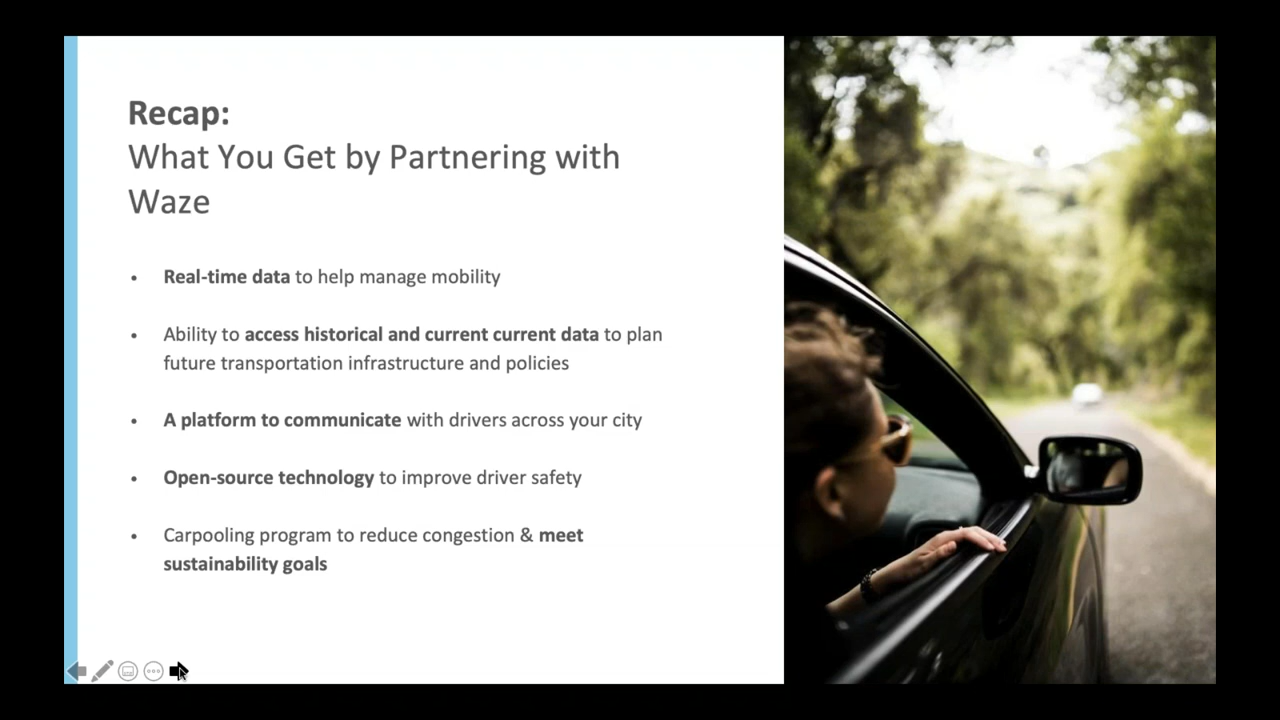 Recap:
What You Get by Partnering with
Waze
• Real-time data to help manage mobility
• Ability to access historical and current current data to plan
future transportation infrastructure and policies
• A platform to communicate with drivers across your city
• Open-source technology to improve driver safety
• Carpooling program to reduce congestion & meet
sustainability goals